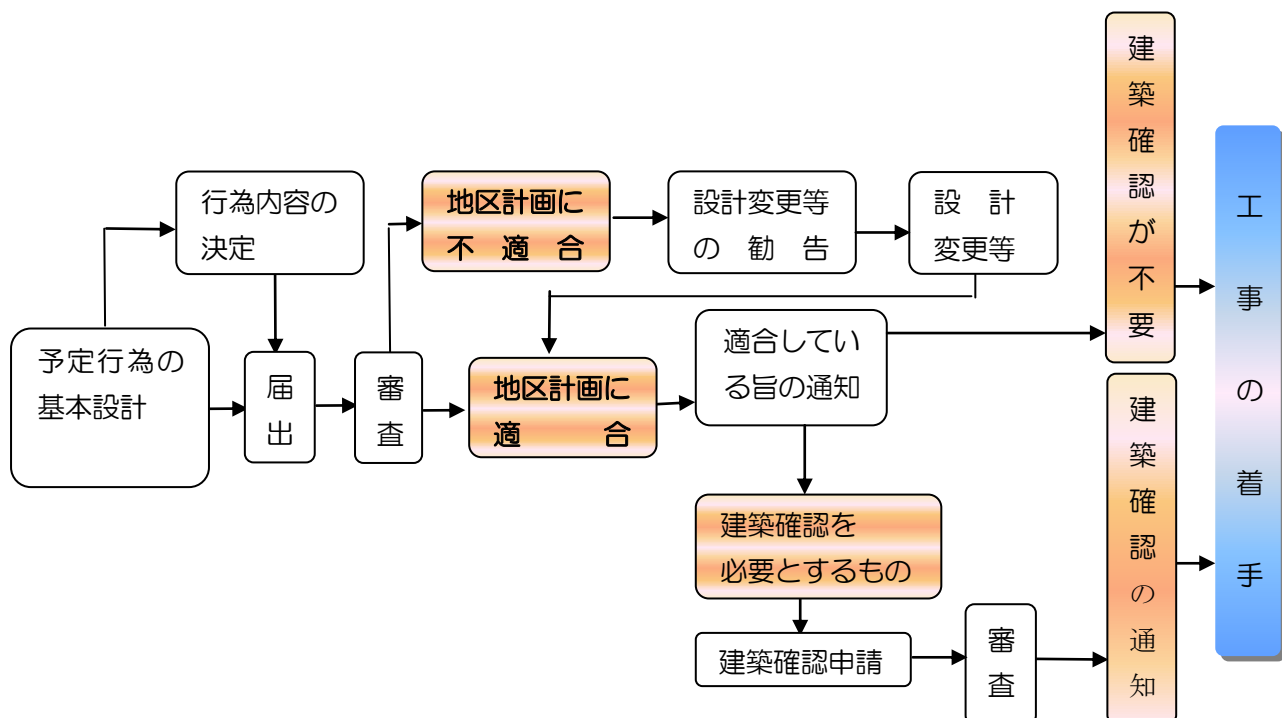 予定行為の
基本設計
行為内容の
決定
届出
審査
地区計画に
不適合
設計変更等
の勧告
設計
変更等
地区計画に
適合
適合してい
る旨の通知
建築確認が不要
建築確認を
必要とするもの
建築確認申請
審査
建築確認の通知
工事の着手